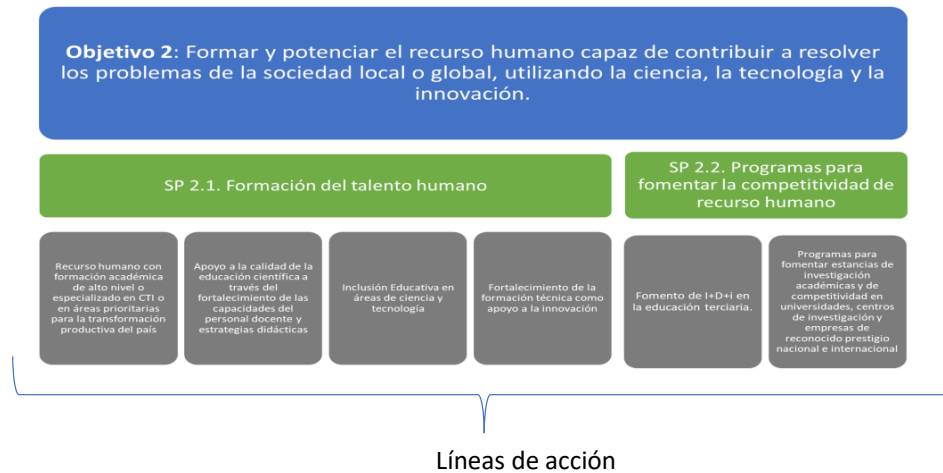 Objetivo 2: Formar y potenciar el recurso humano capaz de contribuir a resolver
los problemas de la sociedad local o global, utilizando la ciencia, la tecnología y la
innovación.
SP 2.1. Formación del talento humano
SP 2.2. Programas para
fomentar la competitividad de
recurso humano
Recurso humano con
formación académica
de alto nivel o
especializado en CTI o
en áreas prioritarias
para la transformación
productiva del país
Apoyo a la calidad de la
educación científica a
través del
fortalecimiento de las
capacidades del
personal docente y
estrategias didácticas
Inclusión Educativa en
áreas de ciencia y
tecnología
Fortalecimiento de la
formación técnica como
apoyo a la innovación
Fomento de I+D+i en
la educación terciaria.
Programas para
fomentar estancias de
investigación
académicas y de
competitividad en
universidades, centros
de investigación y
empresas de
reconocido prestigio
nacional e internacional
Líneas de acción